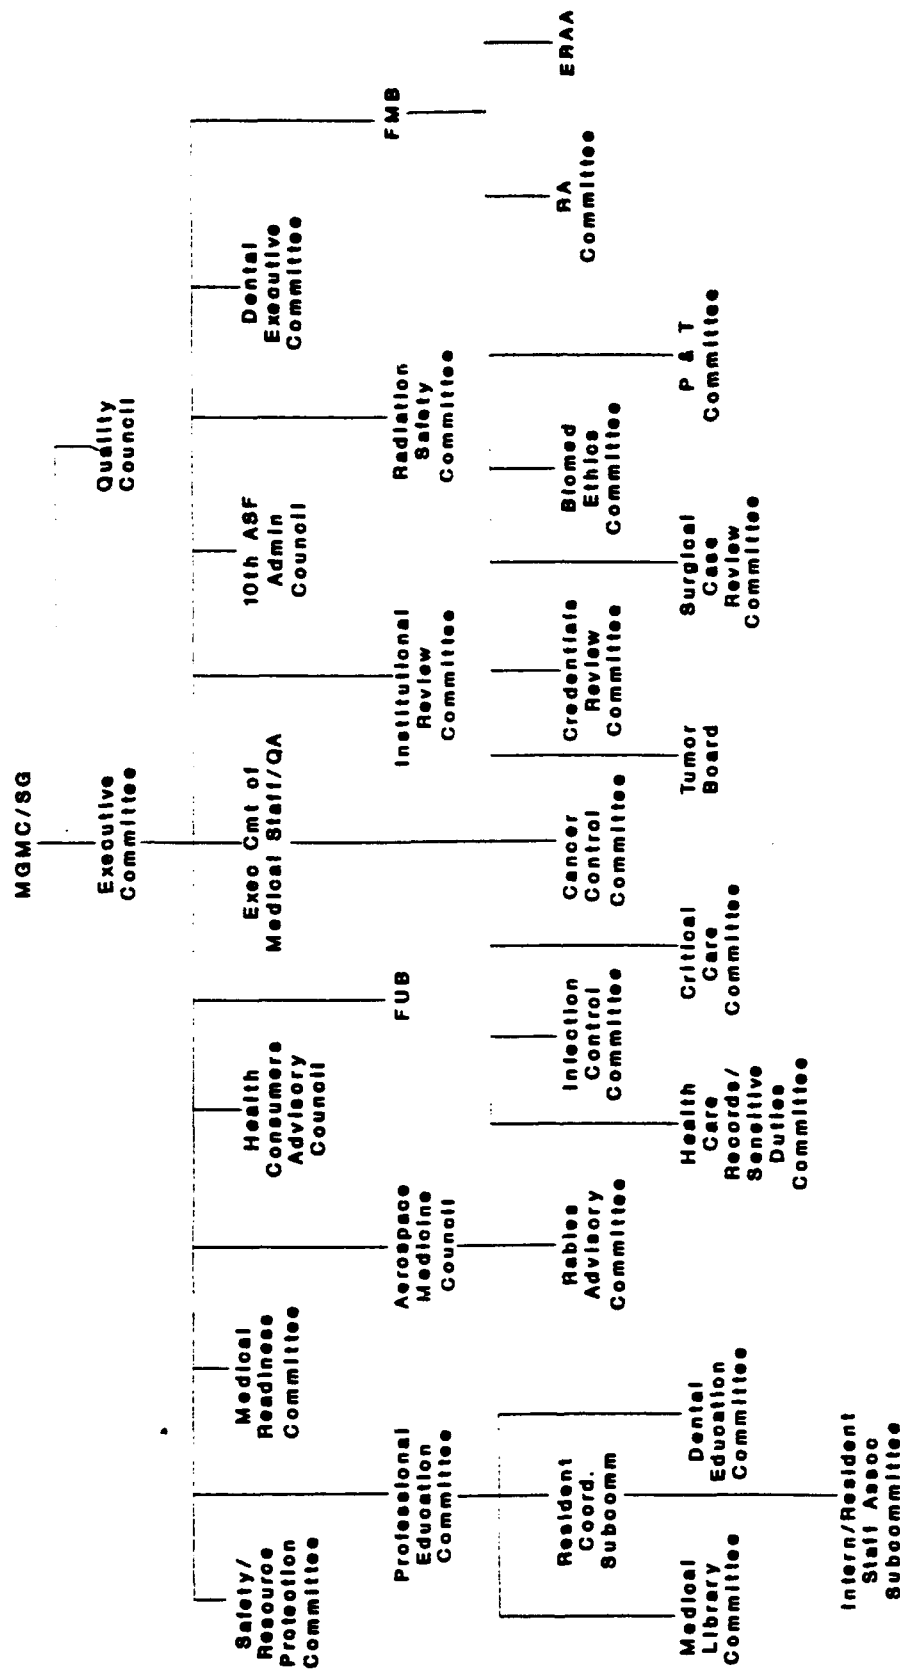 MGMC/SG
Executive
Committee
Quality
Council
Safety/
Resource
Protection
Committee
Medical
Readiness
Committee
Health
Consumers
Advisory
Council
Exec Cmt of
Medical Staff/QA
10th ASF
Admin
Council
Dental
Executive
Committee
Professional
Education
Committee
Aerospace
Medicine
Council
FUB
Institutional
Review
Committee
Radiation
Safety
Committee
FMB
Resident
Coord.
Subcomm
Rabies
Advisory
Committee
Infection
Control
Committee
Cancer
Control
Committee
Credentials
Review
Committee
Biomed
Ethics
Committee
RA
Committee
ERAA
Medical
Library
Committee
Dental
Education
Committee
Health
Care
Records/
Sensitive
Duties
Committee
Critical
Care
Committee
Tumor
Board
Surgical
Case
Review
Committee
P & T
Committee
Intern/Resident
Staff Assoc
Subcommittee